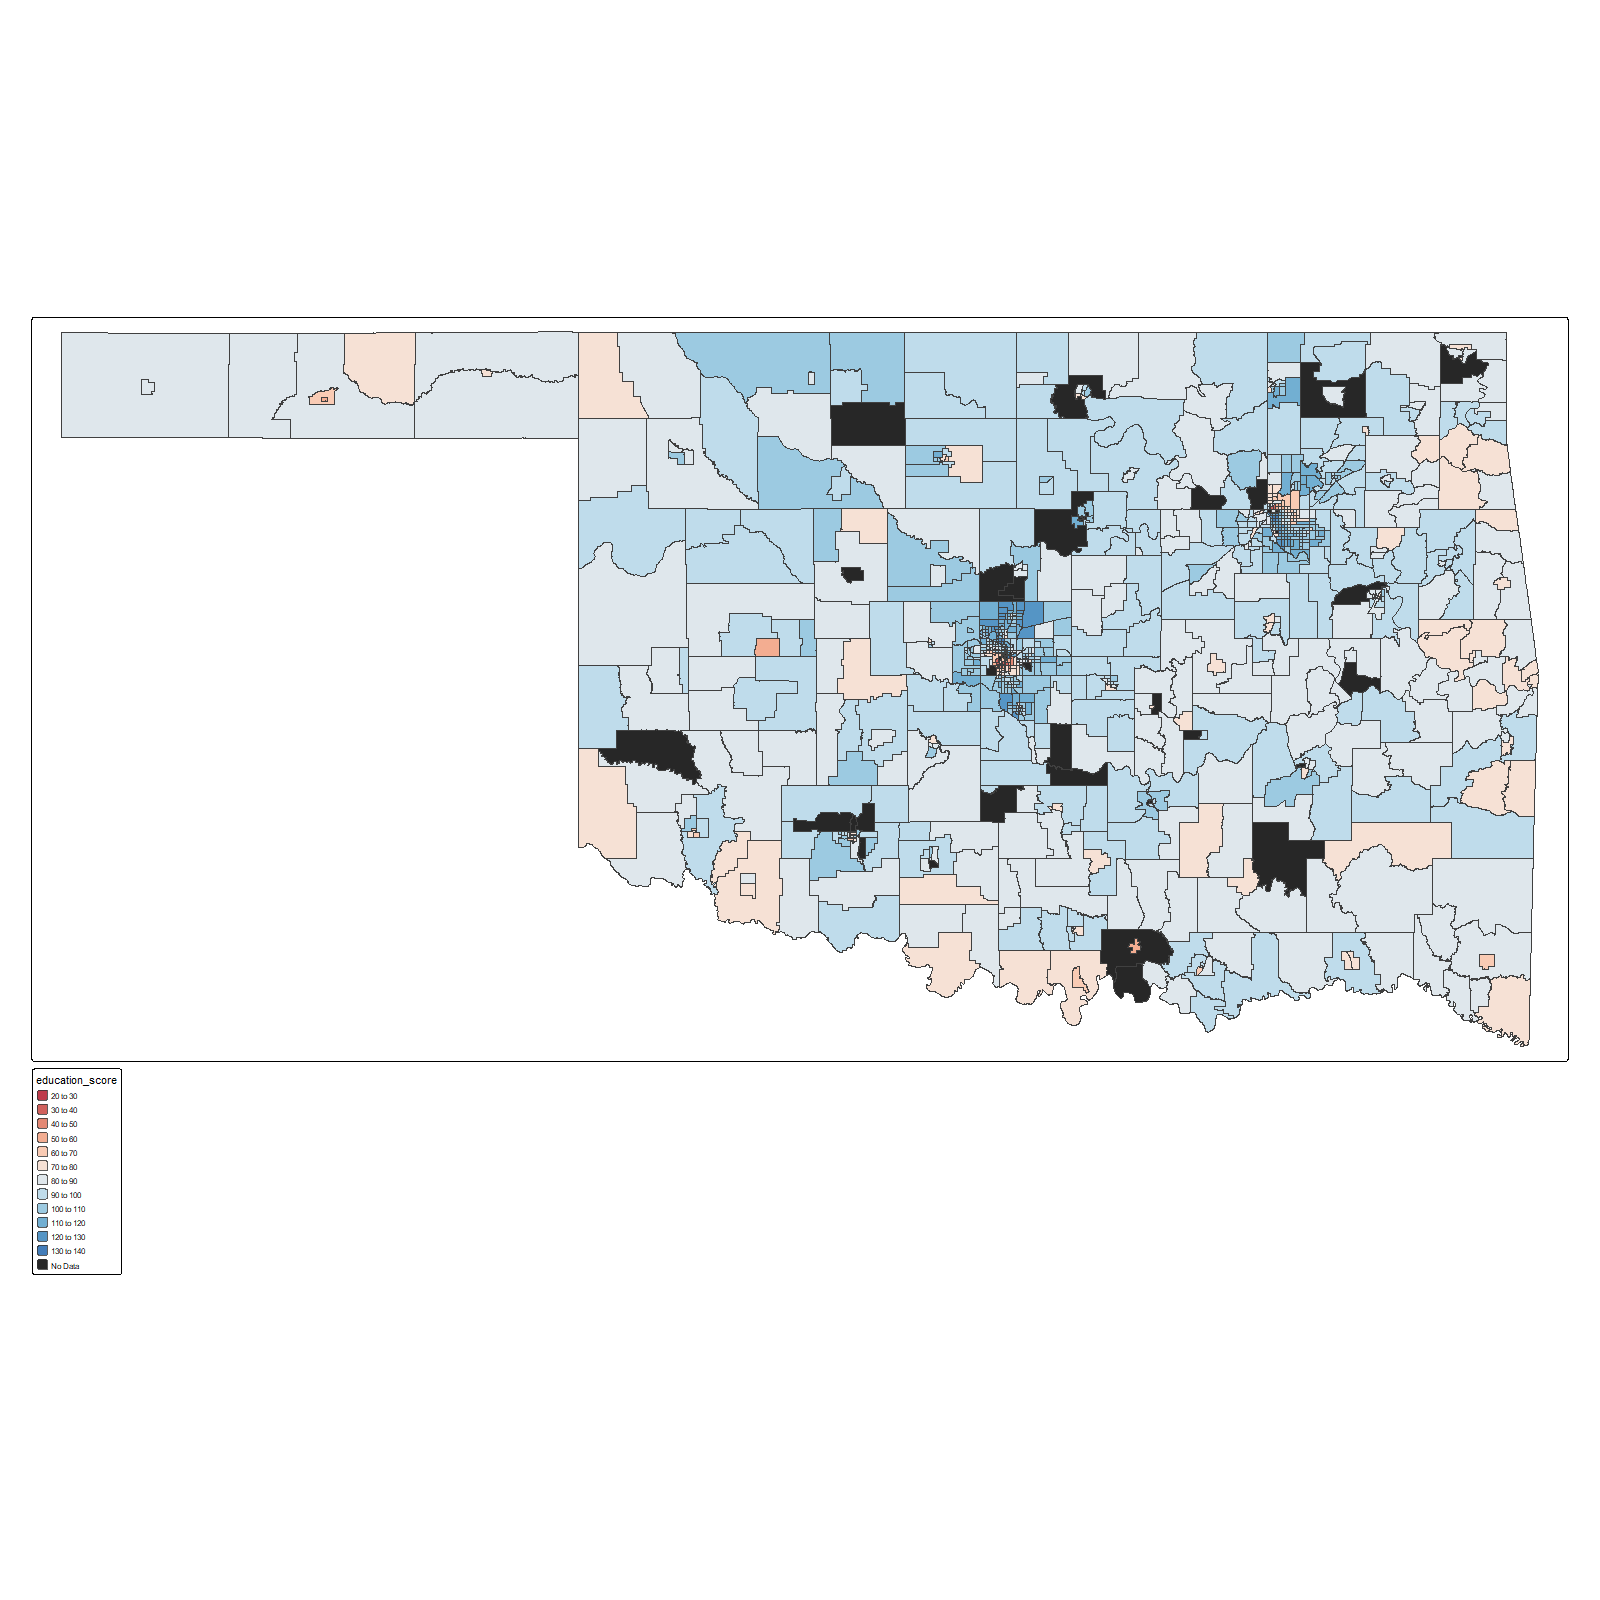 education_score
20 to 30
30 to 40
40 to 50
50 to 60
60 to 70
70 to 80
80 to 90
90 to 100
100 to 110
110 to 120
120 to 130
130 to 140
No Data